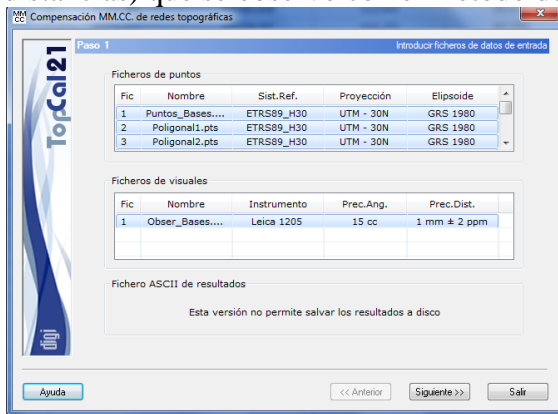 Compensación MM.CC. de redes topográficas
TopCal21
digi
Paso 1
Introducir ficheros de datos de entrada
Ficheros de puntos
Fic Nombre Sist.Ref. Proyección Elipsoide
1 Puntos_Bases.... ETRS89_H30 UTM - 30N GRS 1980
2 Poligonal1.pts ETRS89_H30 UTM - 30N GRS 1980
3 Poligonal2.pts ETRS89_H30 UTM - 30N GRS 1980
Ficheros de visuales
Fic Nombre Instrumento Prec.Ang. Prec.Dist.
1 Obser_Bases.... Leica 1205 15 cc 1 mm ± 2 ppm
Fichero ASCII de resultados
Esta versión no permite salvar los resultados a disco
Ayuda << Anterior Siguiente >> Salir